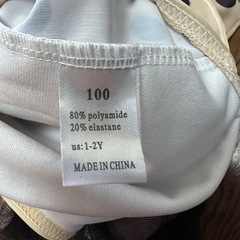 100
80% polyamide
20% elastane
us: 1-2Y
MADE IN CHINA